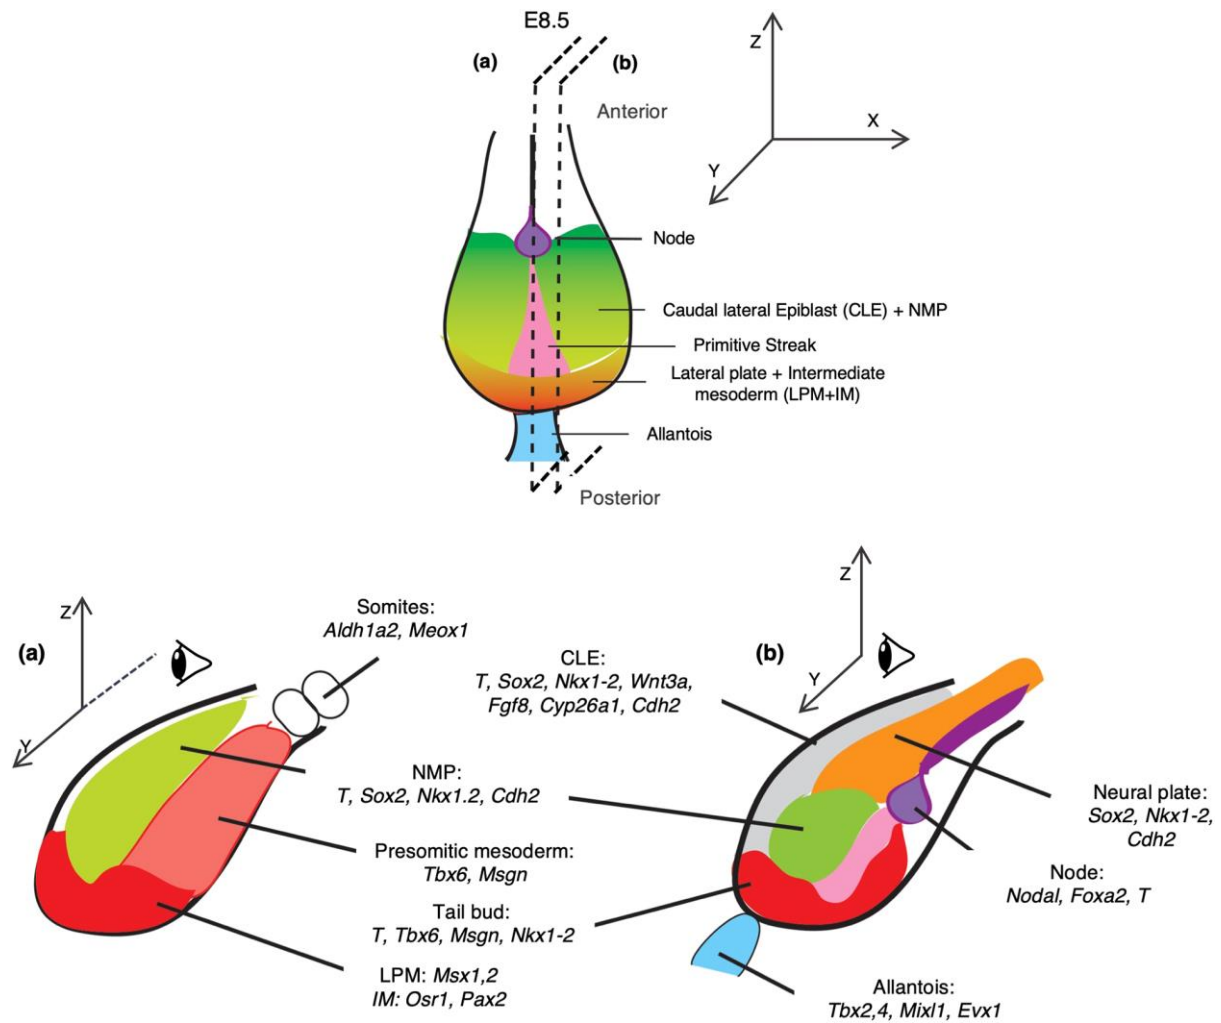 E8.5
(a)
(b)
Anterior
Z
X
Y
Node
Caudal lateral Epiblast (CLE) + NMP
Primitive Streak
Lateral plate + Intermediate
mesoderm (LPM+IM)
Allantois
Posterior
(a)
Z
Y
Somites:
Aldh1a2, Meox1
NMP:
T, Sox2, Nkx1.2, Cdh2
Presomitic mesoderm:
Tbx6, Msgn
Tail bud:
T, Tbx6, Msgn, Nkx1-2
LPM: Msx1,2
IM: Osr1, Pax2
CLE:
T, Sox2, Nkx1-2, Wnt3a,
Fgf8, Cyp26a1, Cdh2
(b)
Z
Y
Neural plate:
Sox2, Nkx1-2,
Cdh2
Node:
Nodal, Foxa2, T
Allantois:
Tbx2,4, Mixl1, Evx1